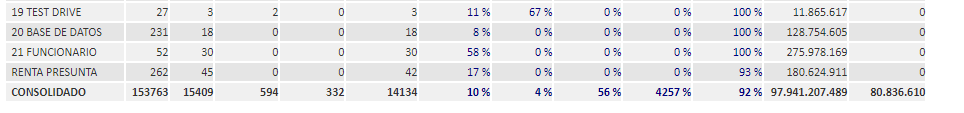 19 TEST DRIVE 27 3 2 0 3 11 % 67 % 0 % 0 % 100 % 11.865.617 0
20 BASE DE DATOS 231 18 0 0 18 8 % 0 % 0 % 0 % 100 % 128.754.605 0
21 FUNCIONARIO 52 30 0 0 30 58 % 0 % 0 % 0 % 100 % 275.978.169 0
RENTA PRESUNTA 262 45 0 0 42 17 % 0 % 0 % 0 % 93 % 180.624.911 0
CONSOLIDADO 153763 15409 594 332 14134 10 % 4 % 56 % 4257 % 92 % 97.941.207.489 80.836.610